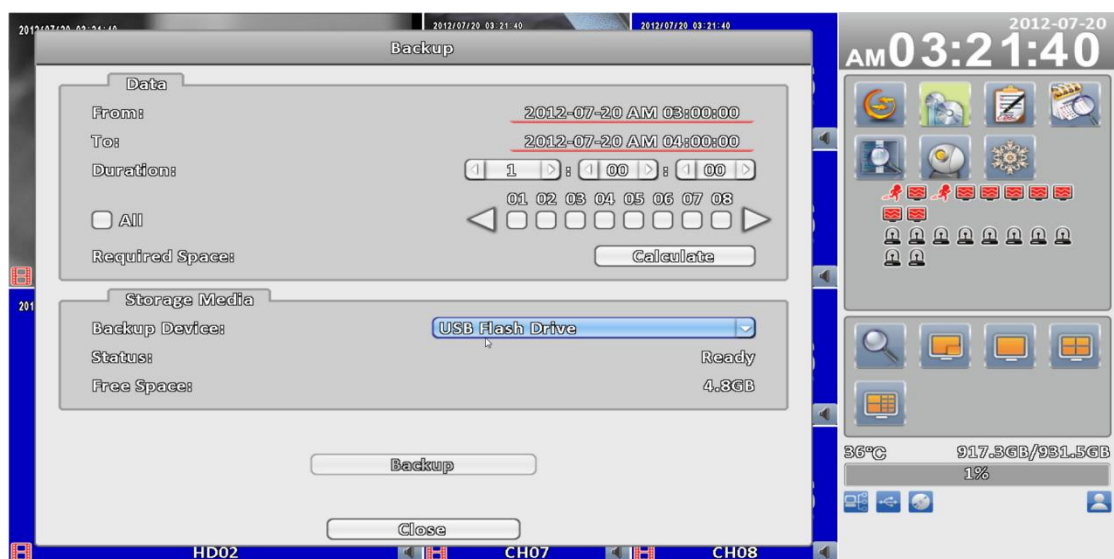 2012/07/20 03:21:40
2012/07/20 03:21:40
2012-07-20
AM 03:21:40
Backup
Data
From: 2012-07-20 AM 03:00:00
To: 2012-07-20 AM 04:00:00
Duration: 1 : 00 : 00
01 02 03 04 05 06 07 08
All
Required Space: Calculate
201
Storage Media
Backup Device: USB Flash Drive
Status: Ready
Free Space: 4.8GB
36°C 917.3GB/931.5GB
1%
Backup
Close
HD02 CH07 CH08